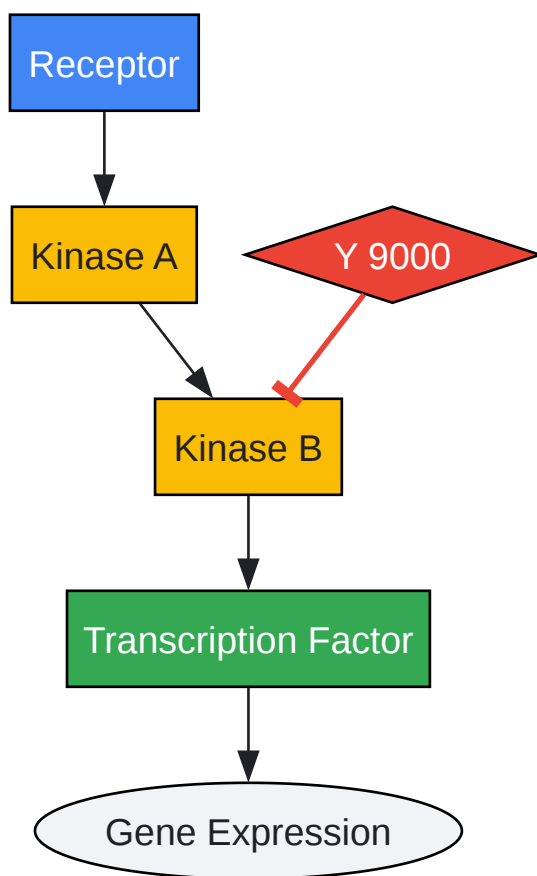 Receptor
Kinase A
Y 9000
Kinase B
Transcription Factor
Gene Expression